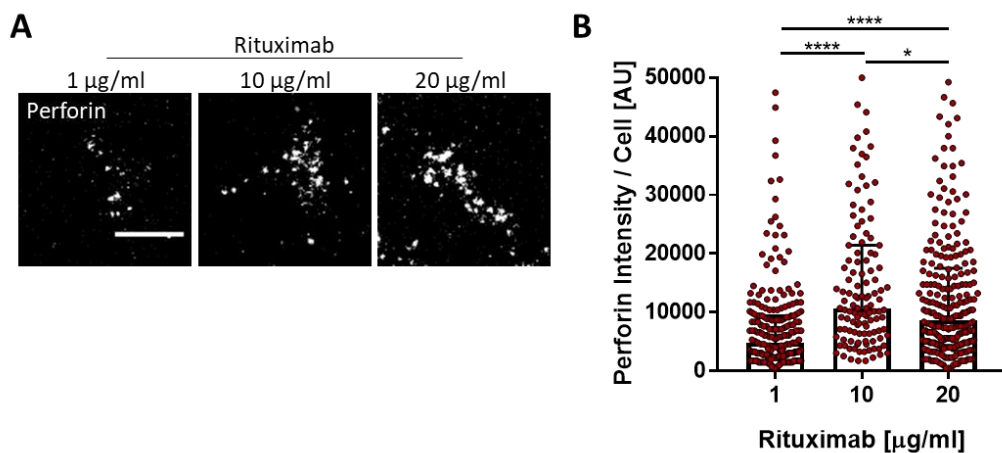 A
Rituximab
1 μg/ml 10 μg/ml 20 μg/ml
Perforin
B
****
**** *
Perforin Intensity / Cell [AU]
50000
40000
30000
20000
10000
0
1 10 20
Rituximab [μg/ml]